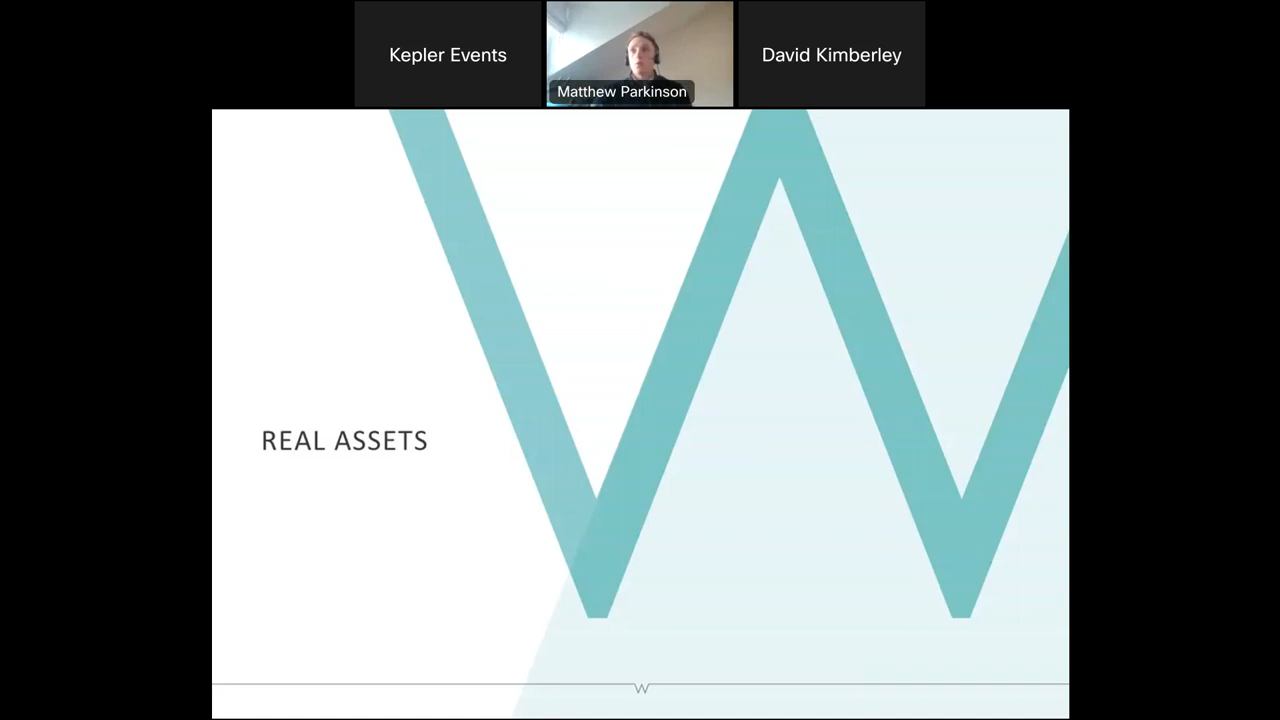 Kepler Events
Matthew Parkinson
David Kimberley
REAL ASSETS
W